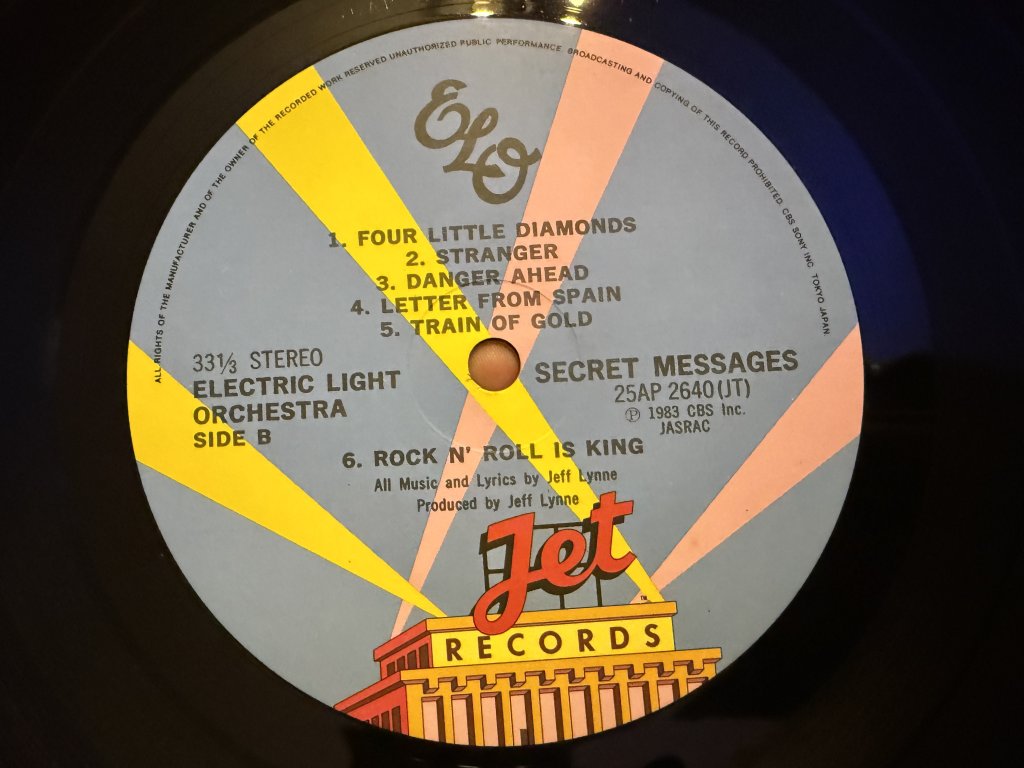 ALL RIGHTS OF THE MANUFACTURER AND OF THE OWNER OF THE RECORDED WORK RESERVED UNAUTHORIZED PUBLIC PERFORMANCE BROADCASTING AND COPYING OF THIS RECORD PROHIBITED. CBS SONY INC. TOKYO JAPAN
ELO
1. FOUR LITTLE DIAMONDS
2. STRANGER
3. DANGER AHEAD
4. LETTER FROM SPAIN
5. TRAIN OF GOLD
33⅓ STEREO
ELECTRIC LIGHT
ORCHESTRA
SIDE B
SECRET MESSAGES
25AP 2640(JT)
℗ 1983 CBS Inc.
JASRAC
6. ROCK N' ROLL IS KING
All Music and Lyrics by Jeff Lynne
Produced by Jeff Lynne
Jet
TM
RECORDS